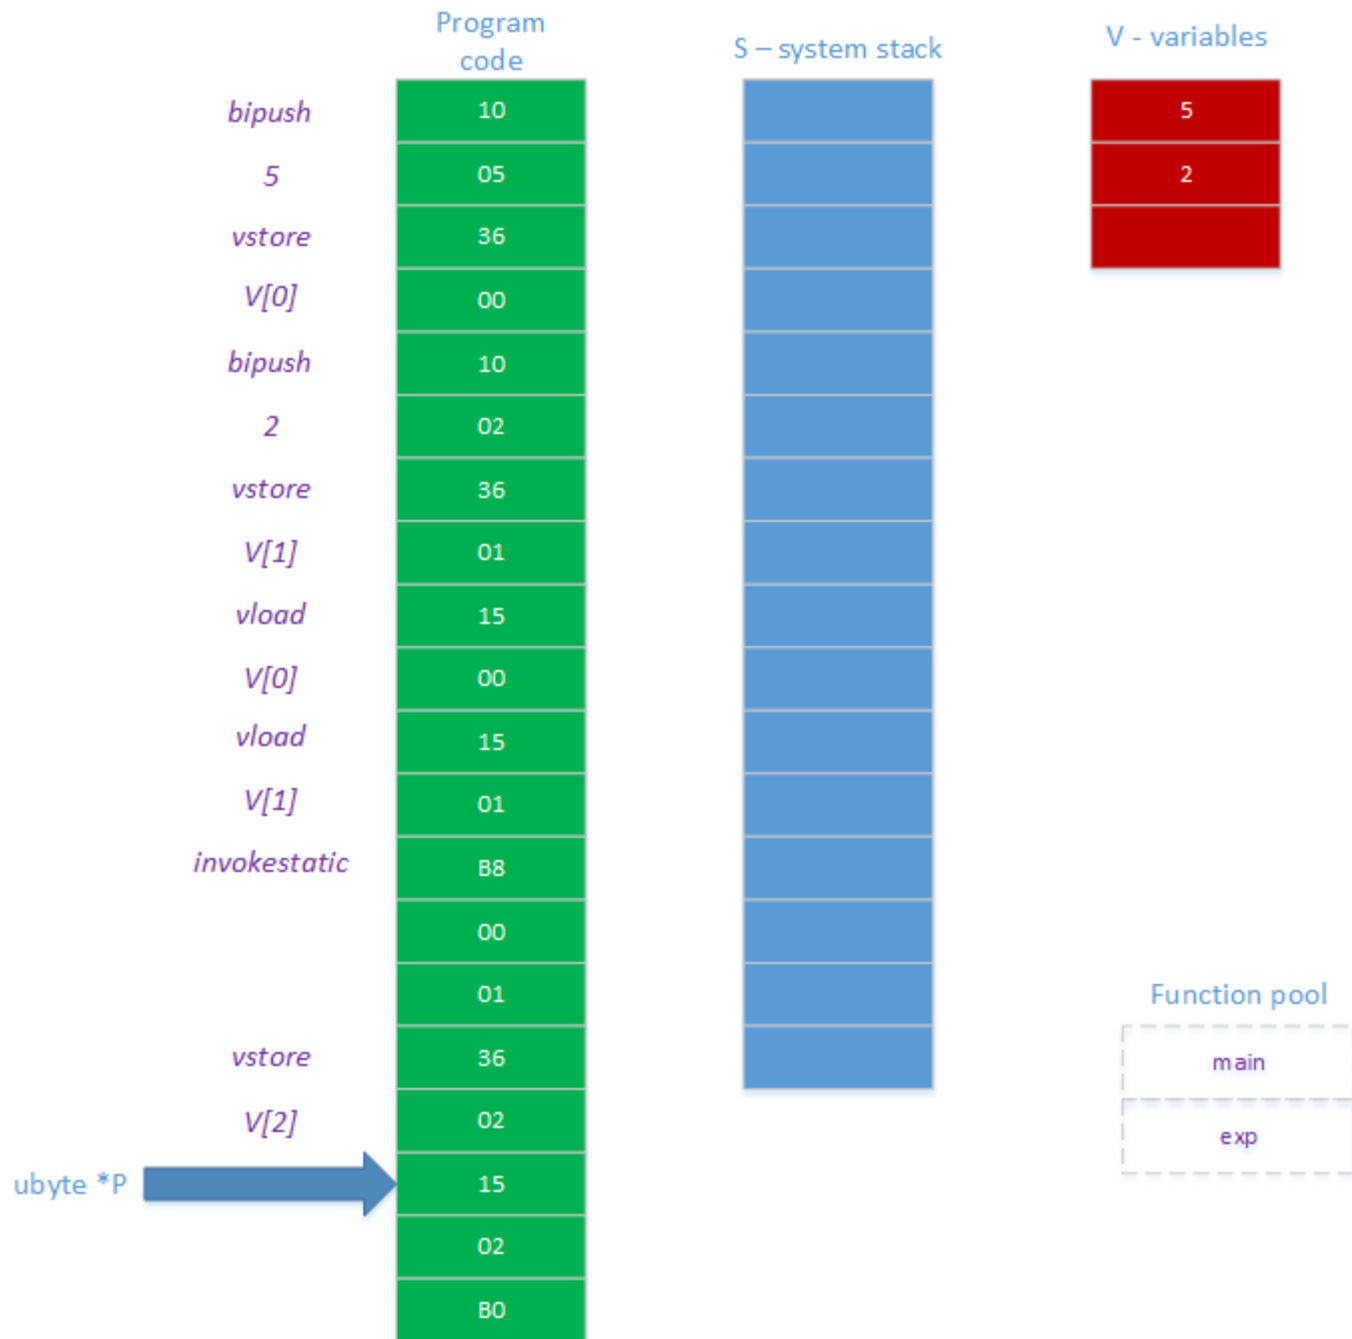 Program
code
S – system stack
V - variables
bipush 10 5
5 05 2
vstore 36
V[0] 00
bipush 10
2 02
vstore 36
V[1] 01
vload 15
V[0] 00
vload 15
V[1] 01
invokestatic B8
00
01
Function pool
vstore 36
main
V[2] 02
exp
ubyte *P 15
02
B0